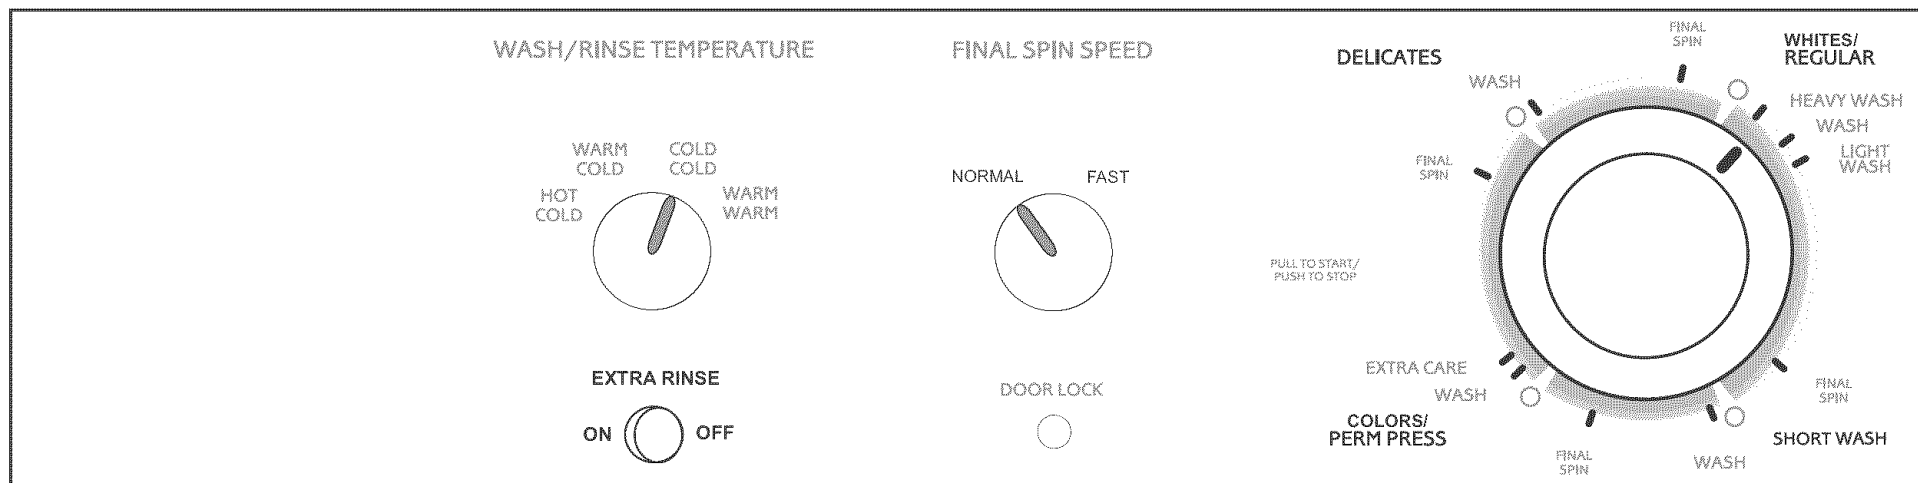 WASH/RINSE TEMPERATURE
HOT
COLD
WARM
COLD
COLD
COLD
WARM
WARM
EXTRA RINSE
ON
OFF
FINAL SPIN SPEED
NORMAL
FAST
DOOR LOCK
PULL TO START/
PUSH TO STOP
DELICATES
WASH
FINAL
SPIN
FINAL
SPIN
WHITES/
REGULAR
HEAVY WASH
WASH
LIGHT
WASH
FINAL
SPIN
SHORT WASH
WASH
FINAL
SPIN
EXTRA CARE
WASH
COLORS/
PERM PRESS